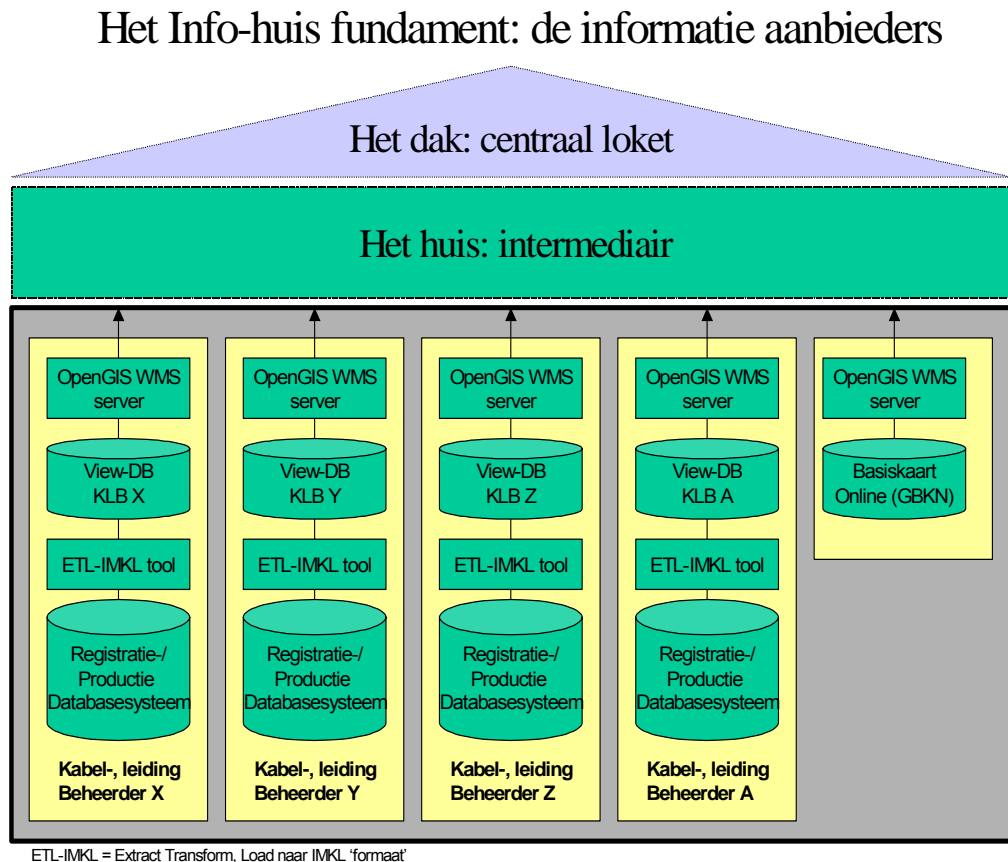 Het Info-huis fundament: de informatie aanbieders
Het dak: centraal loket
Het huis: intermediair
OpenGIS WMS
server
View-DB
KLB X
ETL-IMKL tool
Registratie-/
Productie
Databasesysteem
Kabel-, leiding
Beheerder X
OpenGIS WMS
server
View-DB
KLB Y
ETL-IMKL tool
Registratie-/
Productie
Databasesysteem
Kabel-, leiding
Beheerder Y
OpenGIS WMS
server
View-DB
KLB Z
ETL-IMKL tool
Registratie-/
Productie
Databasesysteem
Kabel-, leiding
Beheerder Z
OpenGIS WMS
server
View-DB
KLB A
ETL-IMKL tool
Registratie-/
Productie
Databasesysteem
Kabel-, leiding
Beheerder A
OpenGIS WMS
server
Basiskaart
Online (GBKN)
ETL-IMKL = Extract Transform, Load naar IMKL 'formaat'